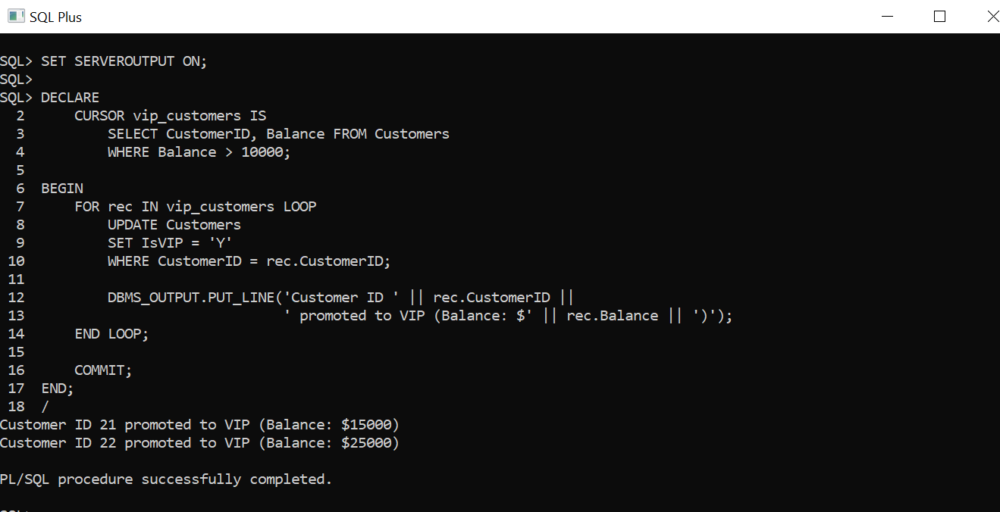 SQL Plus
SQL> SET SERVEROUTPUT ON;
SQL>
SQL> DECLARE
  2      CURSOR vip_customers IS
  3          SELECT CustomerID, Balance FROM Customers
  4          WHERE Balance > 10000;
  5
  6  BEGIN
  7      FOR rec IN vip_customers LOOP
  8          UPDATE Customers
  9          SET IsVIP = 'Y'
 10          WHERE CustomerID = rec.CustomerID;
 11
 12          DBMS_OUTPUT.PUT_LINE('Customer ID ' || rec.CustomerID ||
 13                               ' promoted to VIP (Balance: $' || rec.Balance || ')');
 14      END LOOP;
 15
 16      COMMIT;
 17  END;
 18  /
Customer ID 21 promoted to VIP (Balance: $15000)
Customer ID 22 promoted to VIP (Balance: $25000)
PL/SQL procedure successfully completed.